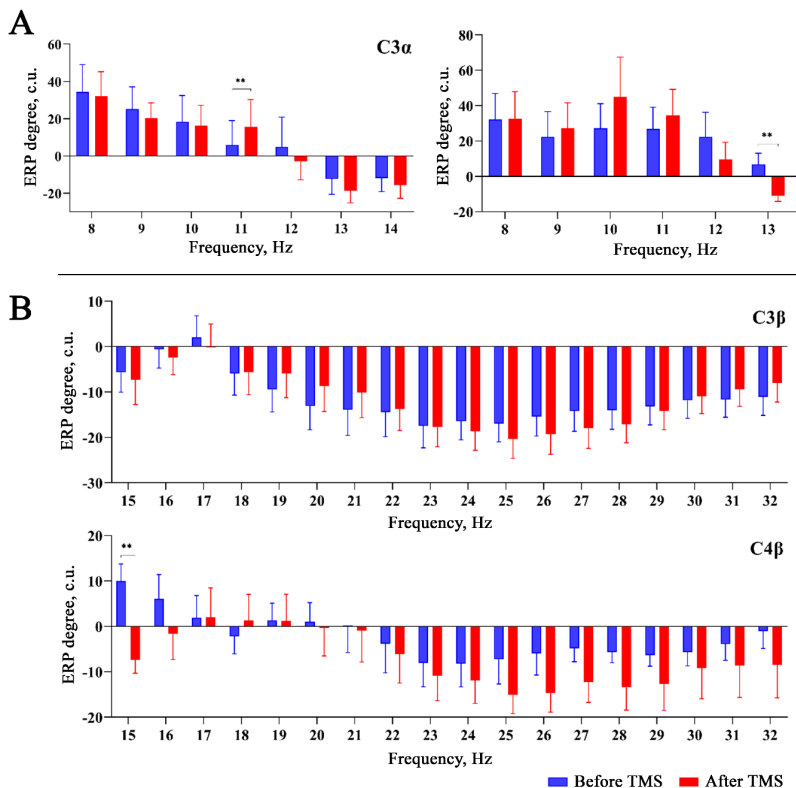 A
C3α
ERP degree, c.u.
60
40
20
0
-20
**
8 9 10 11 12 13 14
Frequency, Hz
ERP degree, c.u.
80
60
40
20
0
-20
**
8 9 10 11 12 13
Frequency, Hz
B
C3β
ERP degree, c.u.
10
0
-10
-20
-30
15 16 17 18 19 20 21 22 23 24 25 26 27 28 29 30 31 32
Frequency, Hz
C4β
ERP degree, c.u.
20
10
0
-10
-20
**
15 16 17 18 19 20 21 22 23 24 25 26 27 28 29 30 31 32
Frequency, Hz
Before TMS After TMS